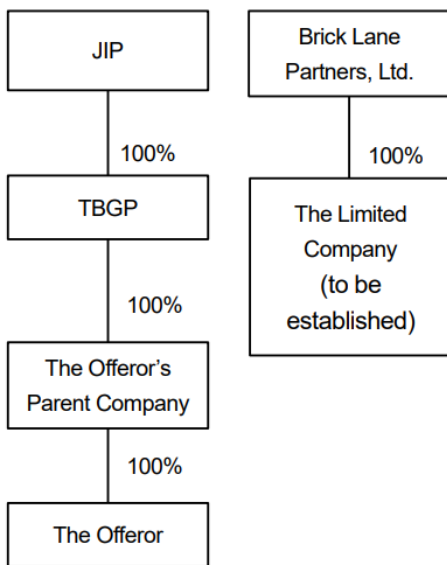 JIP
100%
TBGP
100%
The Offeror’s
Parent Company
100%
The Offeror
Brick Lane
Partners, Ltd.
100%
The Limited
Company
(to be
established)